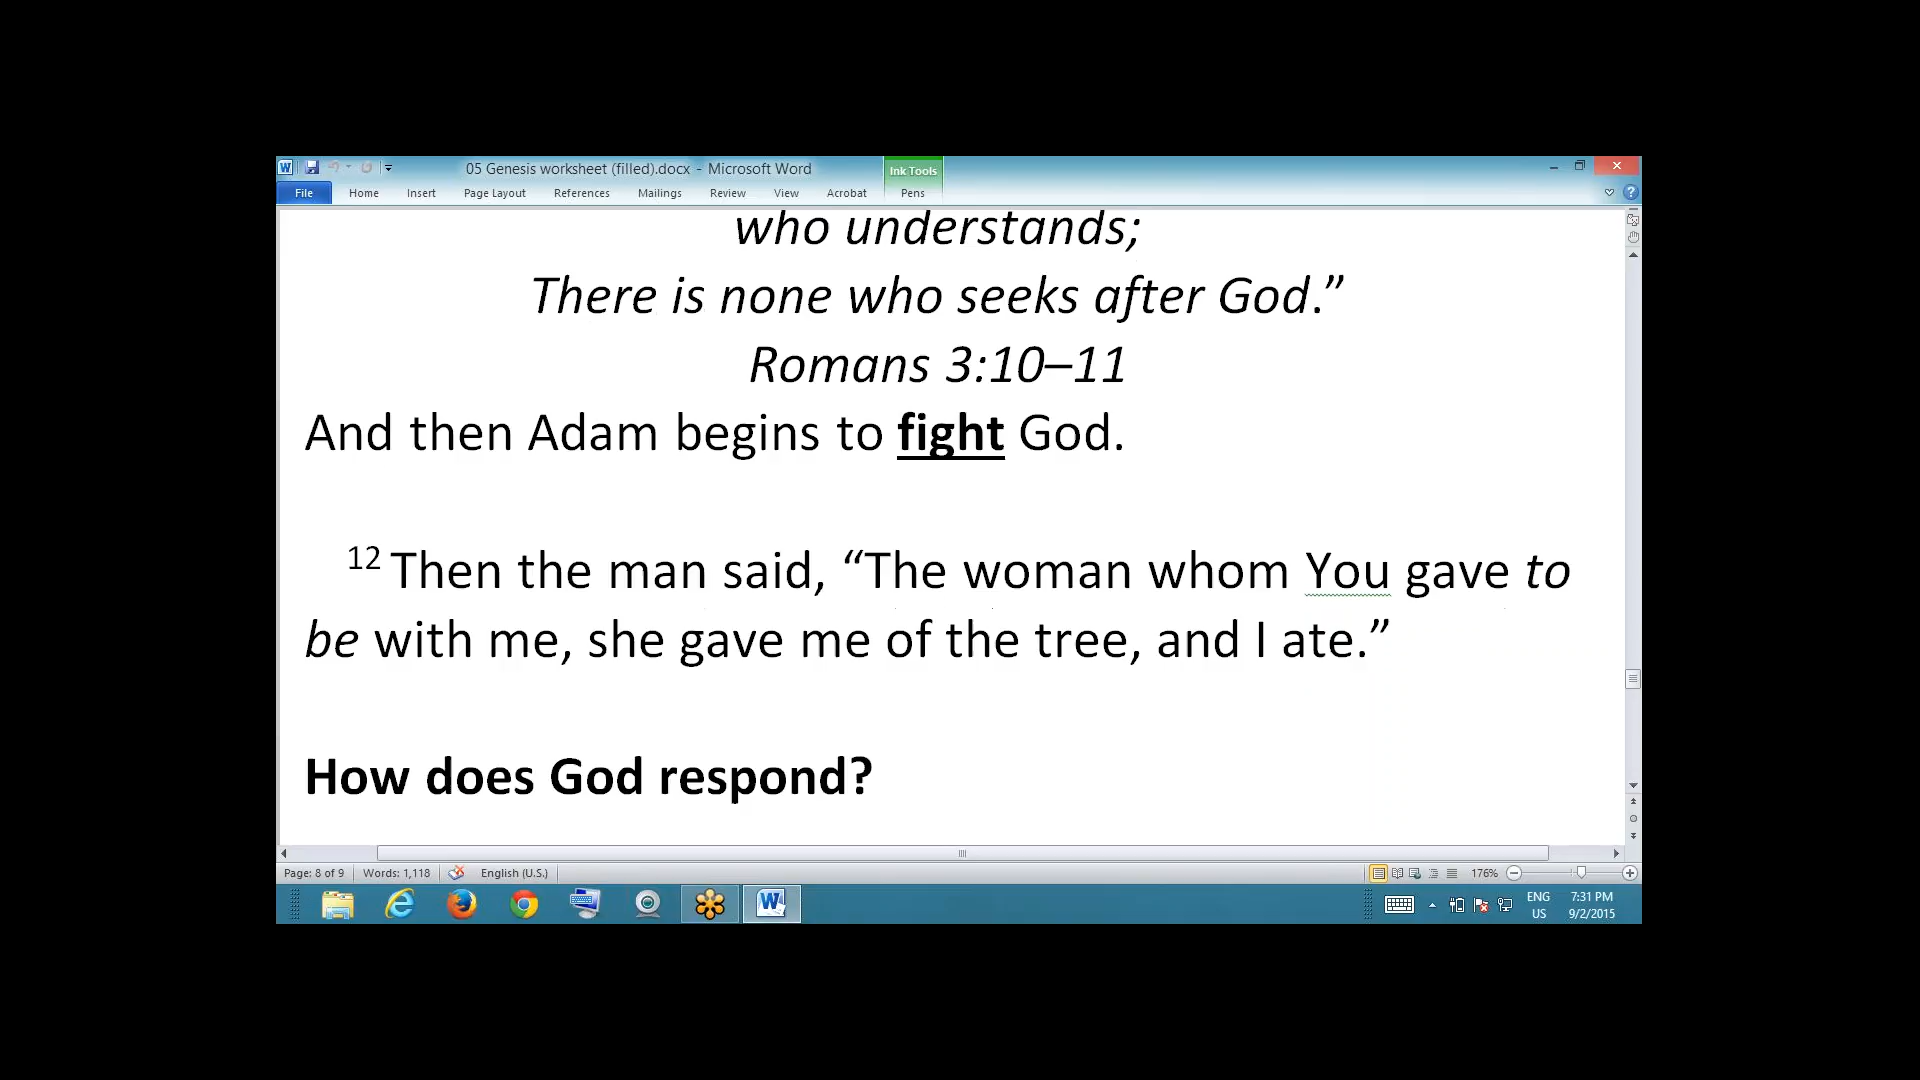 05 Genesis worksheet (filled).docx - Microsoft Word
Ink Tools
File Home Insert Page Layout References Mailings Review View Acrobat Pens
who understands;
There is none who seeks after God.”
Romans 3:10–11
And then Adam begins to fight God.
12 Then the man said, “The woman whom You gave to
be with me, she gave me of the tree, and I ate.”
How does God respond?
Page: 8 of 9 Words: 1,118 English (U.S.) 176%
ENG 7:31 PM
US 9/2/2015